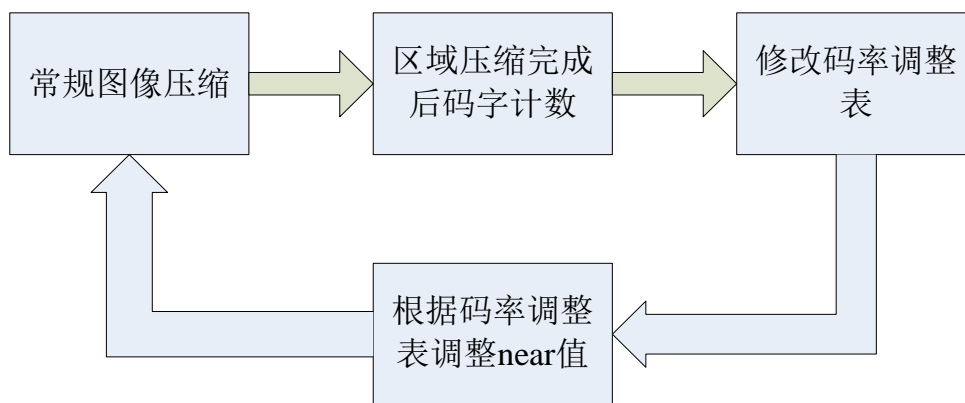 常规图像压缩
区域压缩完成
后码字计数
修改码率调整
表
根据码率调整
表调整near值